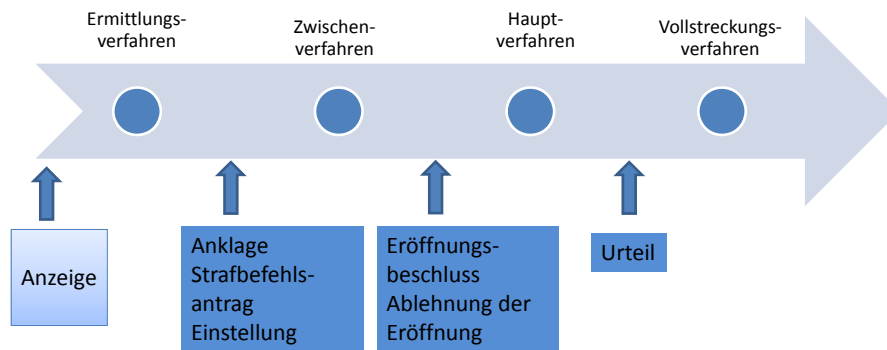 Ermittlungs-
verfahren
Zwischen-
verfahren
Haupt-
verfahren
Vollstreckungs-
verfahren
Anzeige
Anklage
Strafbefehls-
antrag
Einstellung
Eröffnungs-
beschluss
Ablehnung der
Eröffnung
Urteil